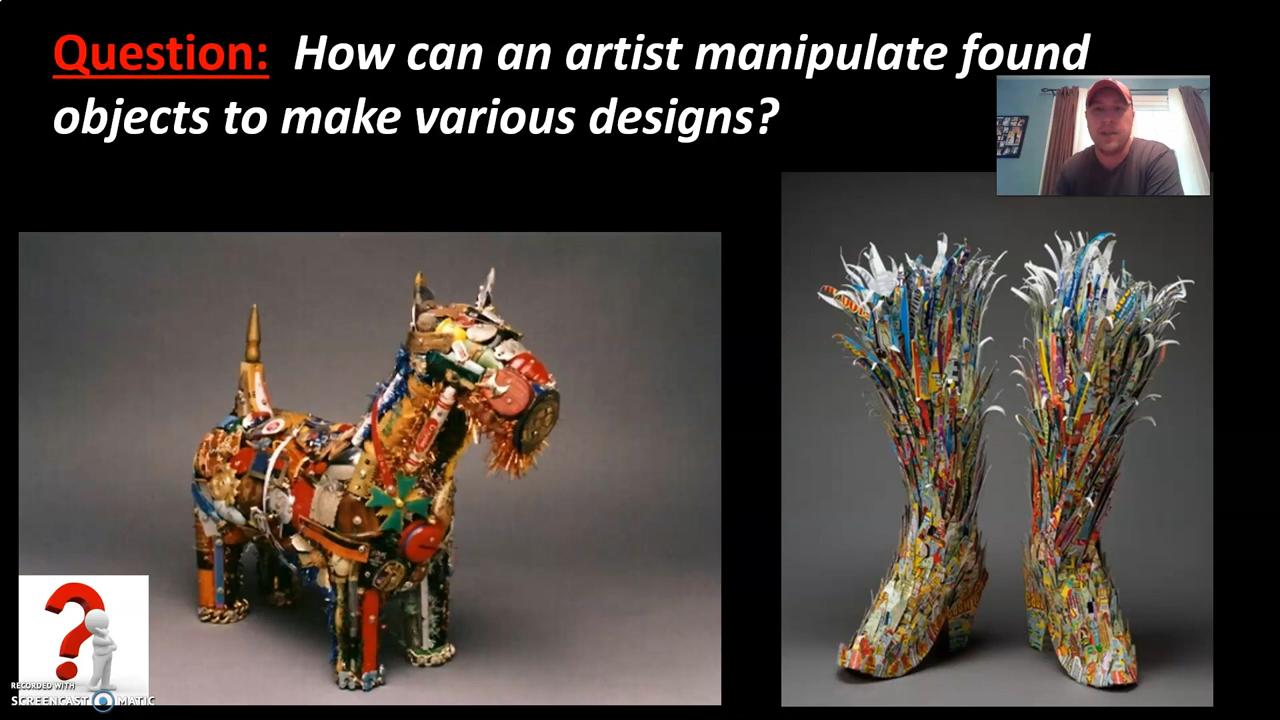 Question: How can an artist manipulate found
objects to make various designs?
RECORDED WITH
SCREENCAST MATIC